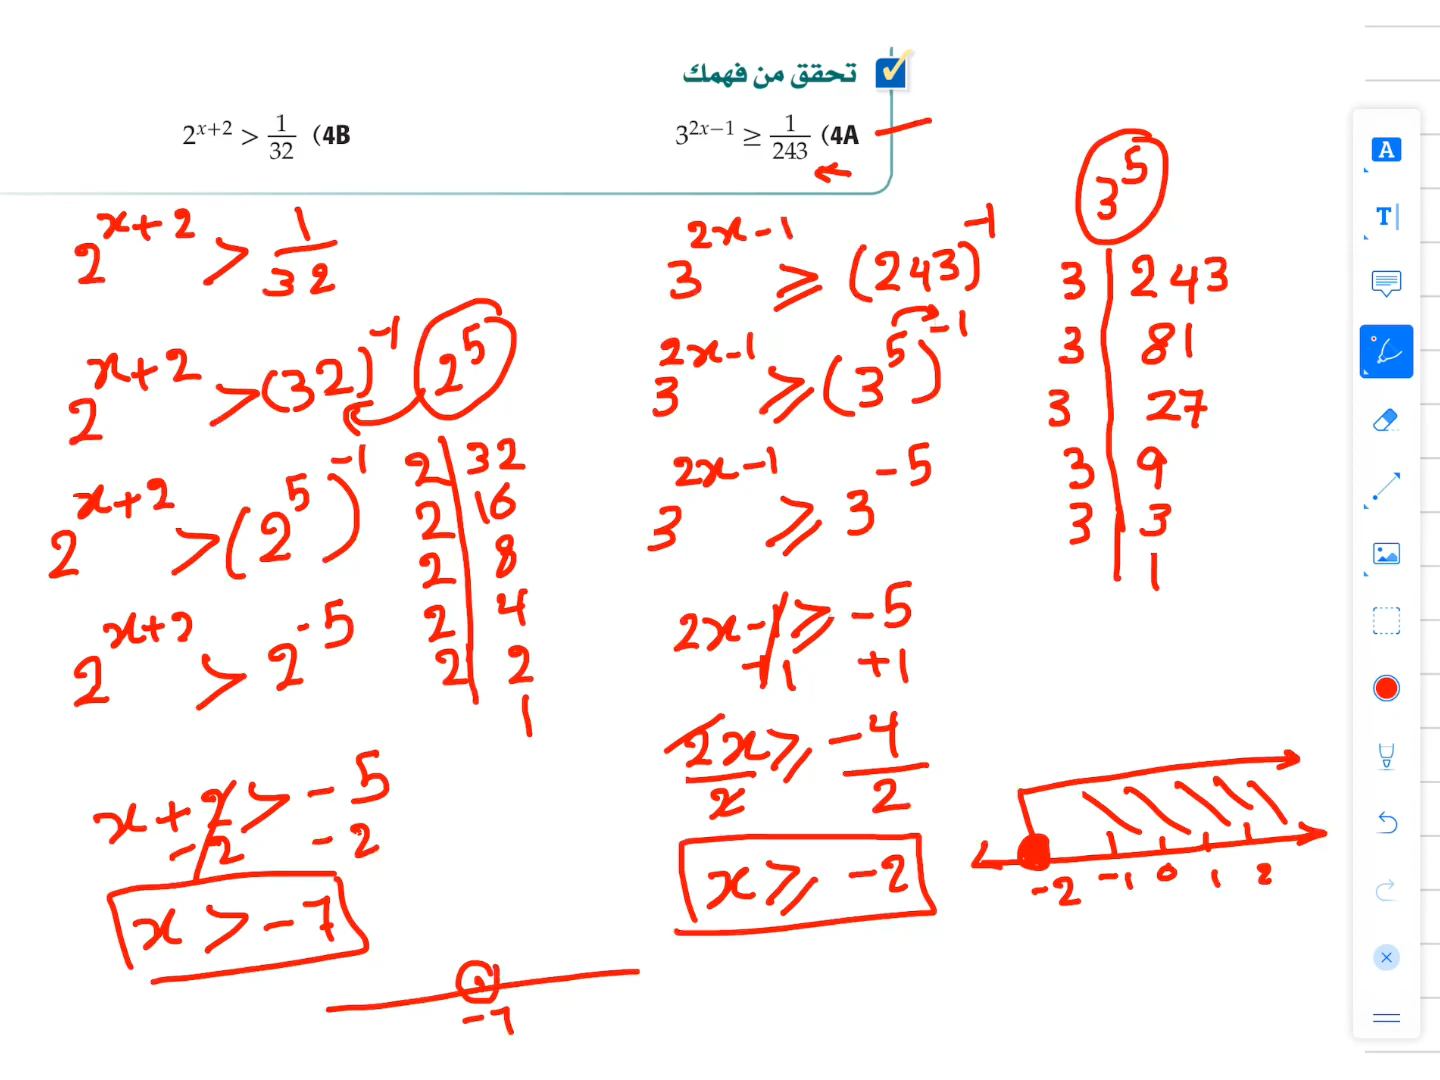 تحقق من فهمك
3^{2x−1} ≥ 1/243 (4A
2^{x+2} > 1/32 (4B
3^{2x-1} ≥ (243)^{-1}
3^{2x-1} ≥ (3^5)^{-1}
3^{2x-1} ≥ 3^{-5}
2x-1 ≥ -5
+1 +1
2x/2 ≥ -4/2
x ≥ -2
3^5
3 | 243
3 | 81
3 | 27
3 | 9
3 | 3
1
-2 -1 0 1 2
2^{x+2} > 1/32
2^{x+2} > (32)^{-1}
2^5
2^{x+2} > (2^5)^{-1}
2^{x+2} > 2^{-5}
2 | 32
2 | 16
2 | 8
2 | 4
2 | 2
1
x+2 > -5
-2 -2
x > -7
-7
A
T